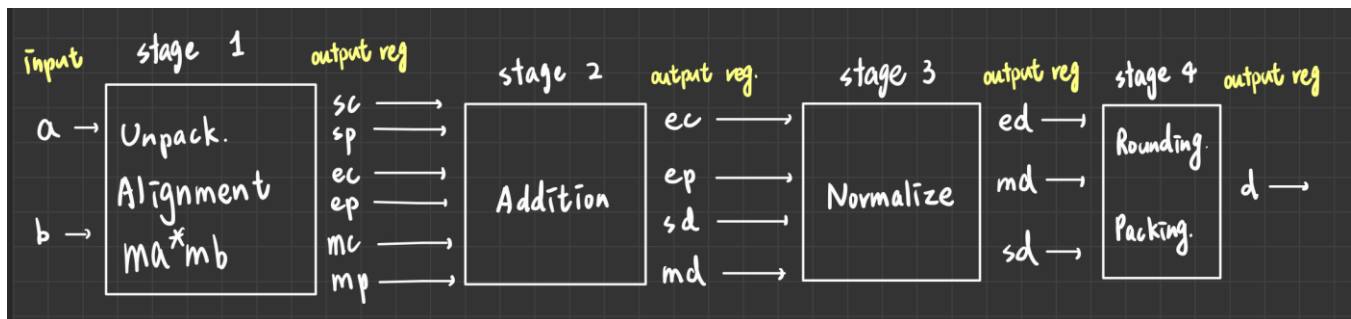 input
a →
b →
stage 1
Unpack.
Alignment
ma*mb
output reg
sc
sp
ec
ep
mc
mp
stage 2
Addition
output reg.
ec
ep
sd
md
stage 3
Normalize
output reg
ed
md
sd
stage 4
Rounding.
Packing.
output reg
d →